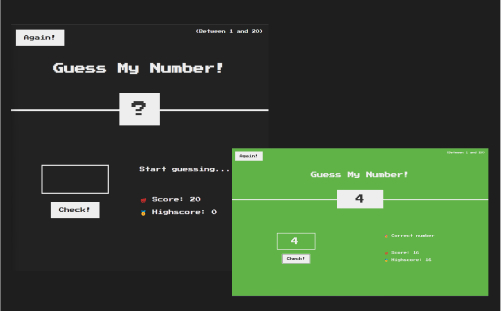 Again!
(Between 1 and 20)
Guess My Number!
?
Start guessing...
Score: 20
Check!
Highscore: 0
Again!
(Between 1 and 20)
Guess My Number!
4
4
Correct number
Check!
Score: 16
Highscore: 16